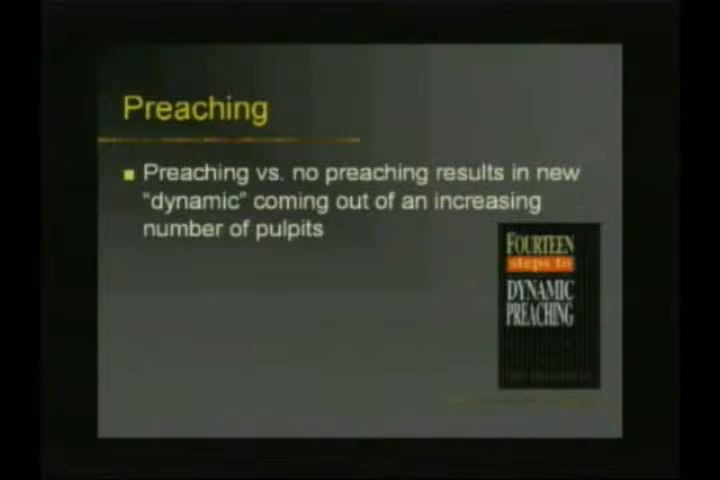 Preaching
Preaching vs. no preaching results in new
“dynamic” coming out of an increasing
number of pulpits
FOURTEEN
steps to
DYNAMIC
PREACHING